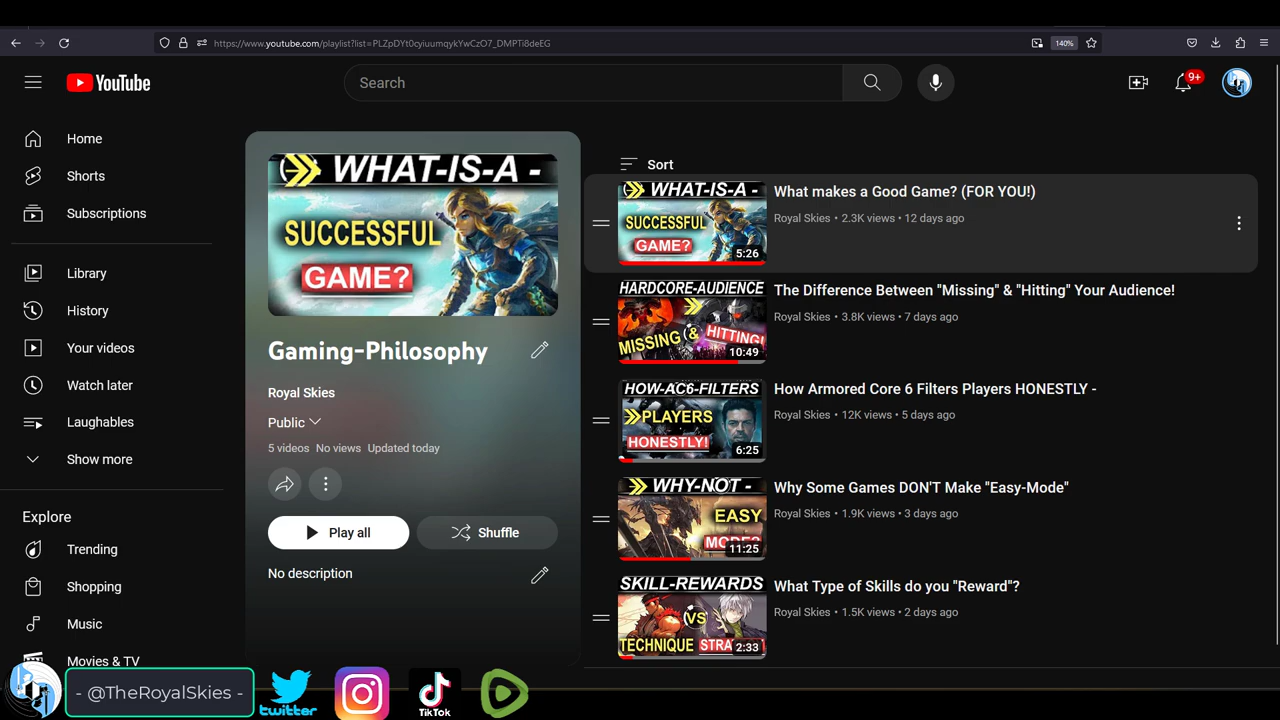 https://www.youtube.com/playlist?list=PLZpDYt0cyiuumqykYwCzO7_DMPTi8deEG
140%
YouTube
Search
9+
Home
Shorts
Subscriptions
Library
History
Your videos
Watch later
Laughables
Show more
Explore
Trending
Shopping
Music
Movies & TV
WHAT-IS-A -
SUCCESSFUL
GAME?
Gaming-Philosophy
Royal Skies
Public
5 videos No views Updated today
Play all
Shuffle
No description
Sort
WHAT-IS-A -
SUCCESSFUL
GAME?
5:26
What makes a Good Game? (FOR YOU!)
Royal Skies • 2.3K views • 12 days ago
HARDCORE-AUDIENCE
MISSING & HITTING!
10:49
The Difference Between "Missing" & "Hitting" Your Audience!
Royal Skies • 3.8K views • 7 days ago
HOW-AC6-FILTERS
PLAYERS
HONESTLY!
6:25
How Armored Core 6 Filters Players HONESTLY -
Royal Skies • 12K views • 5 days ago
WHY-NOT -
EASY
11:25
Why Some Games DON'T Make "Easy-Mode"
Royal Skies • 1.9K views • 3 days ago
SKILL-REWARDS
VS
TECHNIQUE
2:33
What Type of Skills do you "Reward"?
Royal Skies • 1.5K views • 2 days ago
- @TheRoyalSkies -
twitter
TikTok